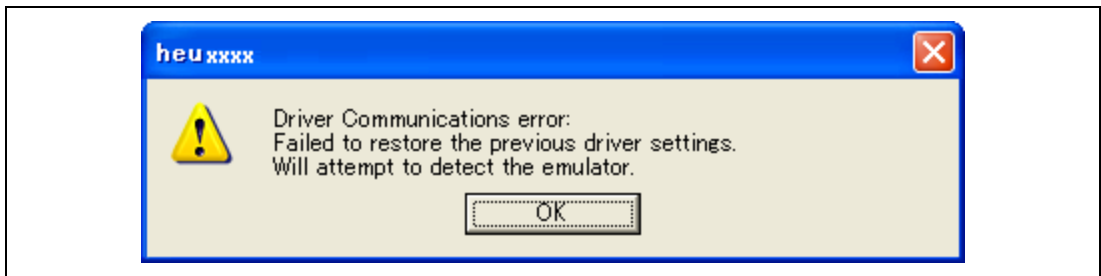 heuxxxx
Driver Communications error:
Failed to restore the previous driver settings.
Will attempt to detect the emulator.
OK